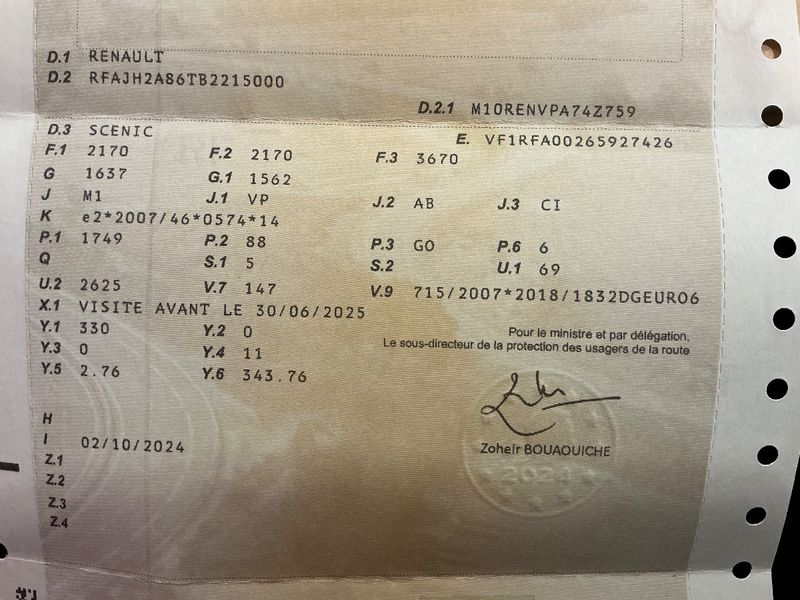 D.1 RENAULT
D.2 RFAJH2A86TB2215000
D.2.1 M10RENVPA74Z759
D.3 SCENIC
E. VF1RFA00265927426
F.1 2170 F.2 2170 F.3 3670
G 1637 G.1 1562
J M1 J.1 VP J.2 AB J.3 CI
K e2*2007/46*0574*14
P.1 1749 P.2 88 P.3 GO P.6 6
Q S.1 5 S.2 U.1 69
U.2 2625 V.7 147 V.9 715/2007*2018/1832DGEURO6
X.1 VISITE AVANT LE 30/06/2025
Y.1 330 Y.2 0
Y.3 0 Y.4 11
Y.5 2.76 Y.6 343.76
Pour le ministre et par délégation,
Le sous-directeur de la protection des usagers de la route
Zoheir BOUAOUICHE
2024
H
I 02/10/2024
Z.1
Z.2
Z.3
Z.4